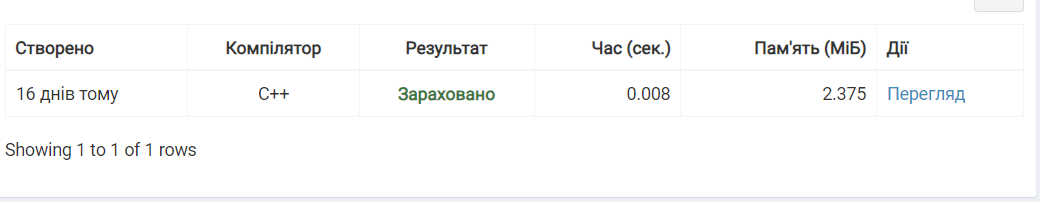 Створено Компілятор Результат Час (сек.) Пам'ять (МіБ) Дії
16 днів тому C++ Зараховано 0.008 2.375 Перегляд
Showing 1 to 1 of 1 rows